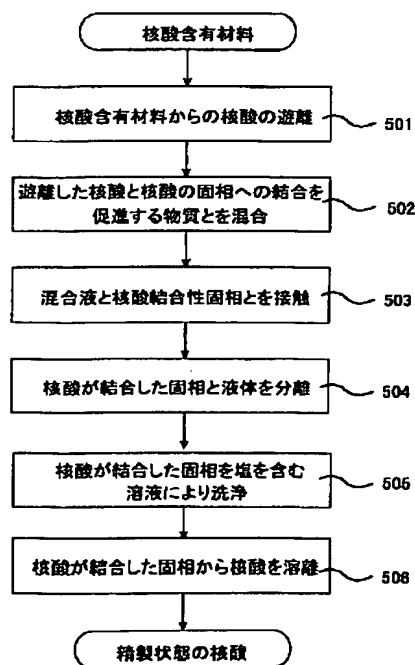 核酸含有材料
核酸含有材料からの核酸の遊離
501
遊離した核酸と核酸の固相への結合を
促進する物質とを混合
502
混合液と核酸結合性固相とを接触
503
核酸が結合した固相と液体を分離
504
核酸が結合した固相を塩を含む
溶液により洗浄
505
核酸が結合した固相から核酸を溶離
506
精製状態の核酸